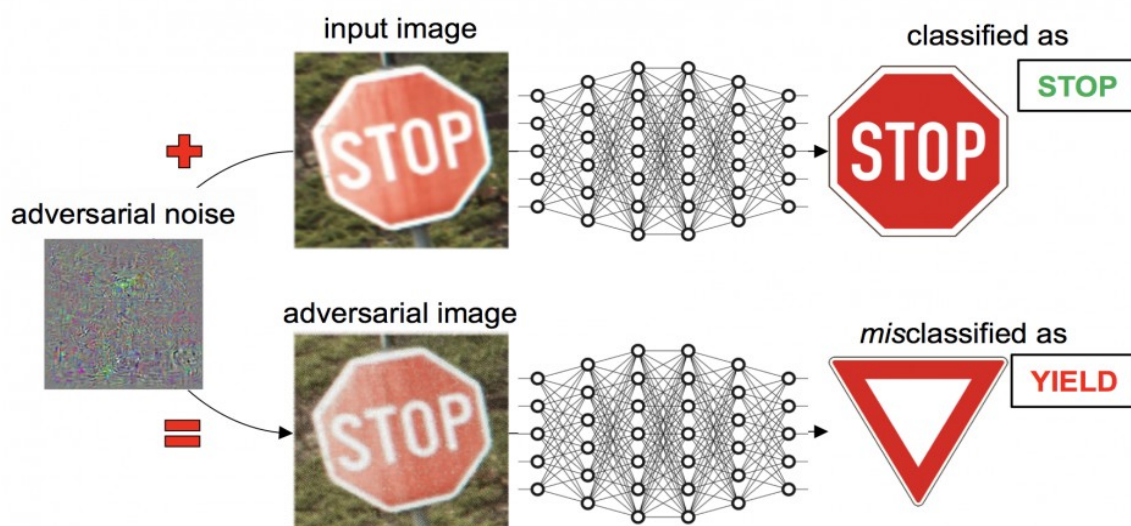 input image
classified as
STOP
STOP
STOP
adversarial noise
adversarial image
misclassified as
STOP
YIELD